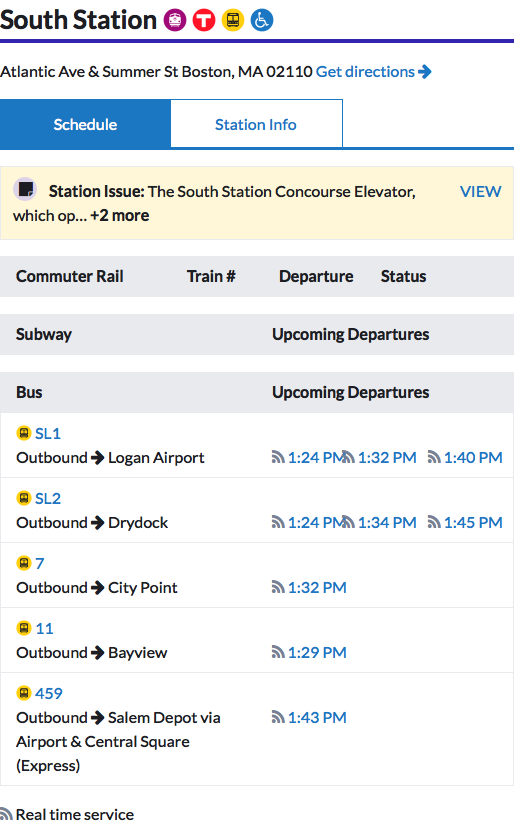 South Station T
Atlantic Ave & Summer St Boston, MA 02110 Get directions
Schedule Station Info
Station Issue: The South Station Concourse Elevator, VIEW
which op... +2 more
Commuter Rail Train # Departure Status
Subway Upcoming Departures
Bus Upcoming Departures
SL1
Outbound → Logan Airport 1:24 PM 1:32 PM 1:40 PM
SL2
Outbound → Drydock 1:24 PM 1:34 PM 1:45 PM
7
Outbound → City Point 1:32 PM
11
Outbound → Bayview 1:29 PM
459
Outbound → Salem Depot via 1:43 PM
Airport & Central Square
(Express)
Real time service